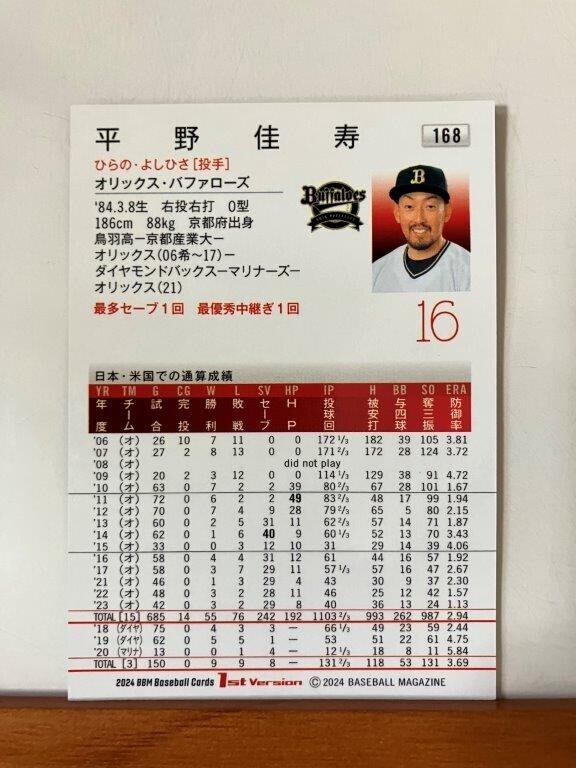 平野佳寿
168
ひらの・よしひさ[投手]
オリックス・バファローズ
'84.3.8生 右投右打 O型
186cm 88kg 京都府出身
鳥羽高ー京都産業大ー
オリックス(06希〜17)ー
ダイヤモンドバックスーマリナーズー
オリックス(21)
最多セーブ1回 最優秀中継ぎ1回
Buffaloes
B
16
日本・米国での通算成績
YR TM G CG W L SV HP IP H BB SO ERA
年度 チーム 試合 完投 勝利 敗戦 セーブ HP 投球回 被安打 与四球 奪三振 防御率
'06 (オ) 26 10 7 11 0 0 172 1/3 182 39 105 3.81
'07 (オ) 27 2 8 13 0 0 171 2/3 172 28 124 3.72
'08 (オ) did not play
'09 (オ) 20 2 3 12 0 0 114 1/3 129 38 91 4.72
'10 (オ) 63 0 7 2 2 39 80 2/3 67 28 101 1.67
'11 (オ) 72 0 6 2 2 49 83 2/3 48 17 99 1.94
'12 (オ) 70 0 7 4 9 28 79 2/3 65 5 80 2.15
'13 (オ) 60 0 2 5 31 11 62 2/3 57 14 71 1.87
'14 (オ) 62 0 1 6 40 9 60 1/3 52 13 70 3.43
'15 (オ) 33 0 0 3 12 10 31 29 14 39 4.06
'16 (オ) 58 0 4 4 31 12 61 44 16 57 1.92
'17 (オ) 58 0 3 7 29 11 57 1/3 57 16 47 2.67
'21 (オ) 46 0 1 3 29 4 43 30 9 37 2.30
'22 (オ) 48 0 3 2 28 11 46 25 12 42 1.57
'23 (オ) 42 0 3 2 29 8 40 36 13 24 1.13
TOTAL [15] 685 14 55 76 242 192 1103 2/3 993 262 987 2.94
'18 (ダイヤ) 75 0 4 3 3 ー 66 1/3 49 23 59 2.44
'19 (ダイヤ) 62 0 5 5 1 ー 53 51 22 61 4.75
'20 (マリナ) 13 0 0 1 4 ー 12 1/3 18 8 11 5.84
TOTAL [3] 150 0 9 9 8 ー 131 2/3 118 53 131 3.69
2024 BBM Baseball Cards 1st Version © 2024 BASEBALL MAGAZINE